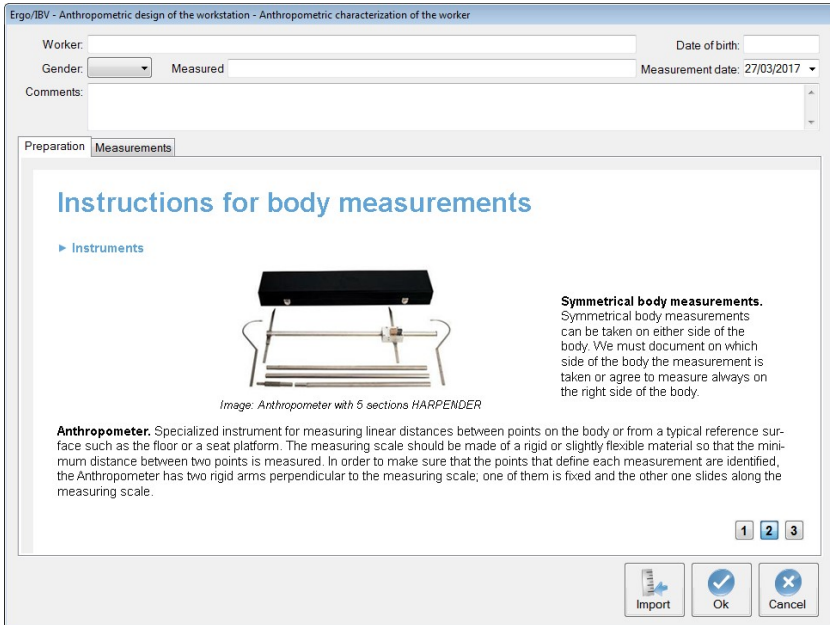 Ergo/IBV - Anthropometric design of the workstation - Anthropometric characterization of the worker
Worker:
Date of birth:
Gender:
Measured
Measurement date: 27/03/2017
Comments:
Preparation
Measurements
Instructions for body measurements
► Instruments
Symmetrical body measurements.
Symmetrical body measurements
can be taken on either side of the
body. We must document on which
side of the body the measurement is
taken or agree to measure always on
the right side of the body.
Image: Anthropometer with 5 sections HARPENDER
Anthropometer. Specialized instrument for measuring linear distances between points on the body or from a typical reference sur-
face such as the floor or a seat platform. The measuring scale should be made of a rigid or slightly flexible material so that the mini-
mum distance between two points is measured. In order to make sure that the points that define each measurement are identified,
the Anthropometer has two rigid arms perpendicular to the measuring scale; one of them is fixed and the other one slides along the
measuring scale.
1 2 3
Import
Ok
Cancel